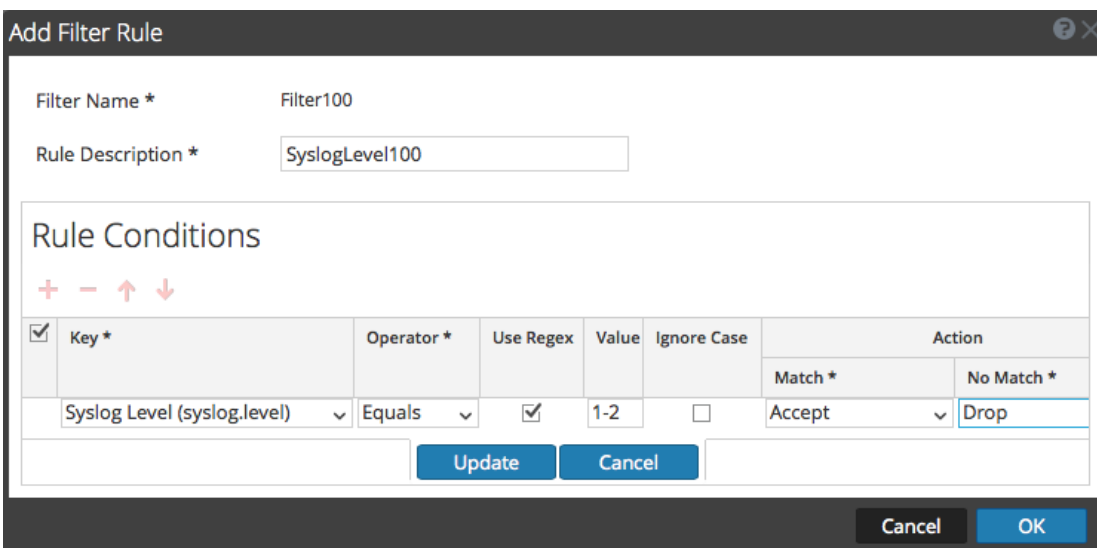 Add Filter Rule
Filter Name * Filter100
Rule Description * SyslogLevel100
Rule Conditions
Key * Operator * Use Regex Value Ignore Case Action
Match * No Match *
Syslog Level (syslog.level) Equals 1-2 Accept Drop
Update Cancel
Cancel OK